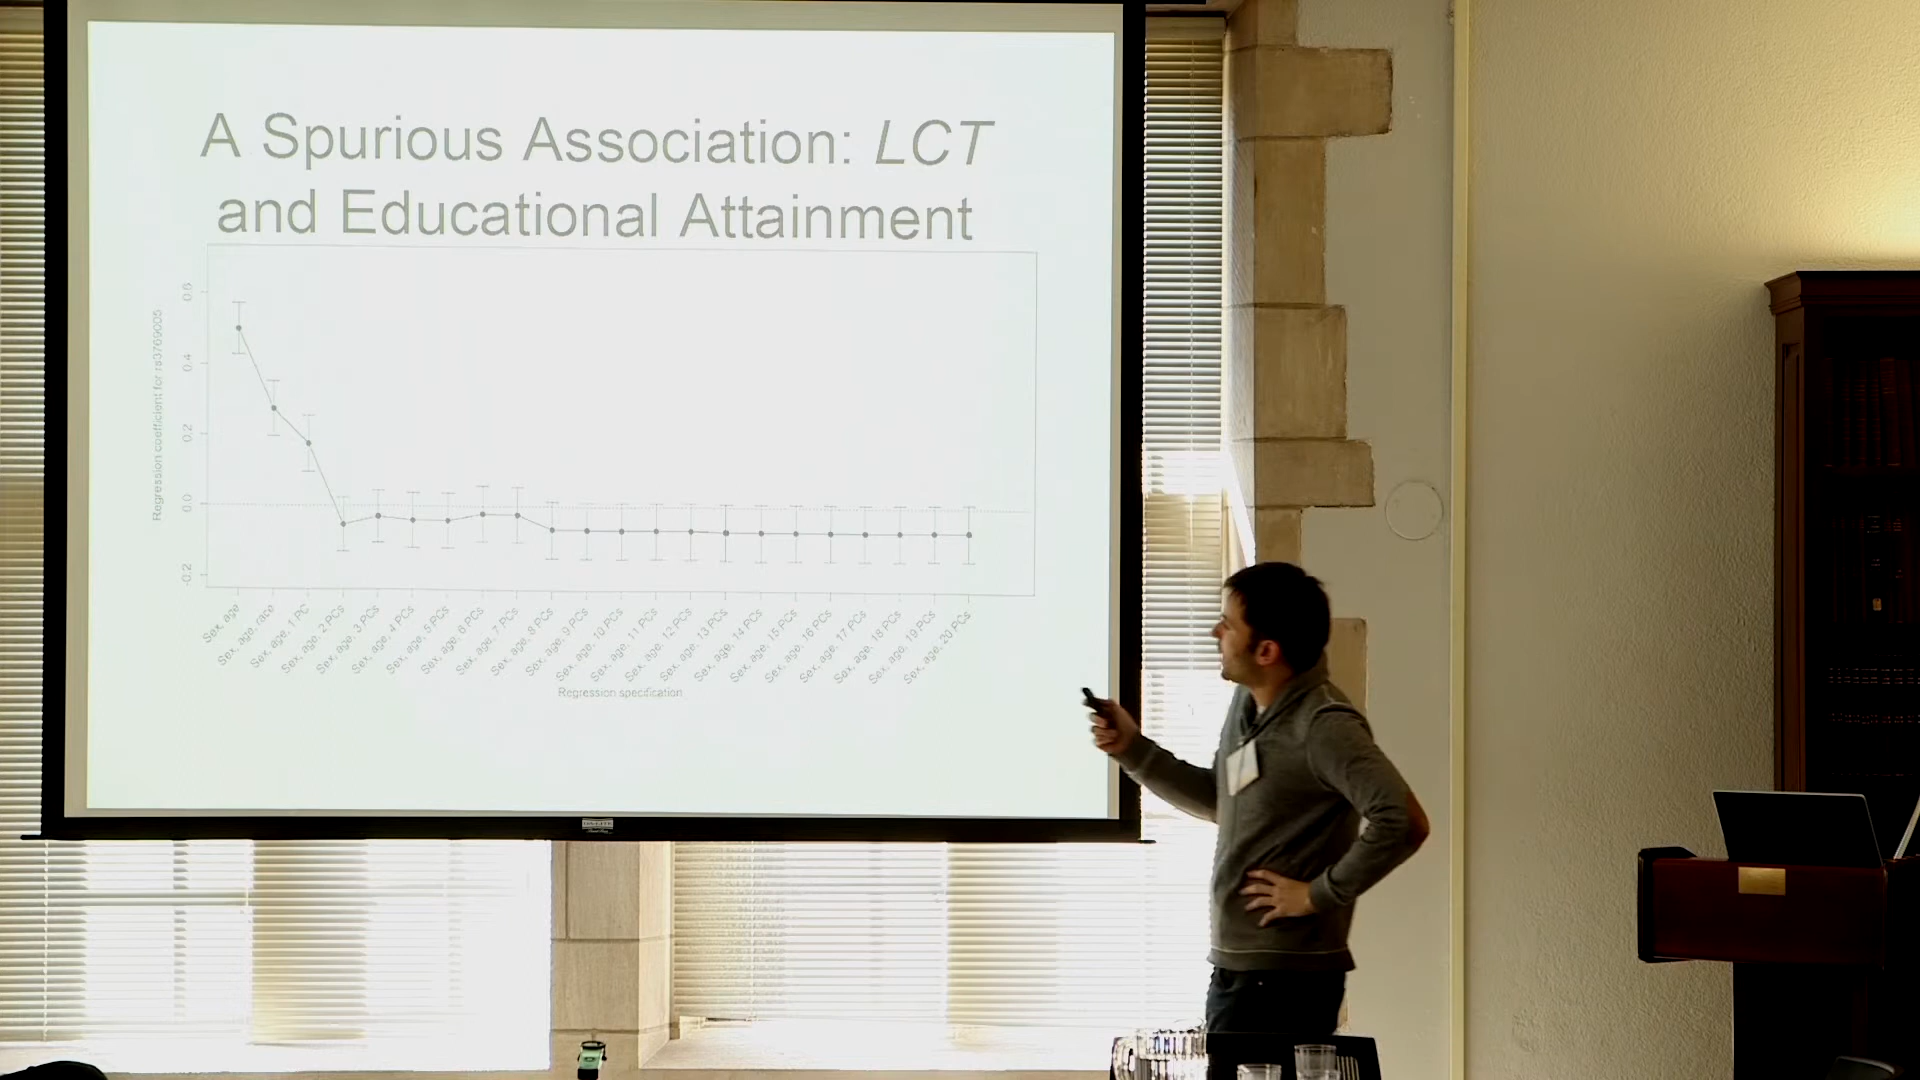 A Spurious Association: LCT
and Educational Attainment
Regression coefficient for rs3769005
0.6
0.4
0.2
0.0
-0.2
Sex, age
Sex, age, race
Sex, age, 1 PC
Sex, age, 2 PCs
Sex, age, 3 PCs
Sex, age, 4 PCs
Sex, age, 5 PCs
Sex, age, 6 PCs
Sex, age, 7 PCs
Sex, age, 8 PCs
Sex, age, 9 PCs
Sex, age, 10 PCs
Sex, age, 11 PCs
Sex, age, 12 PCs
Sex, age, 13 PCs
Sex, age, 14 PCs
Sex, age, 15 PCs
Sex, age, 16 PCs
Sex, age, 17 PCs
Sex, age, 18 PCs
Sex, age, 19 PCs
Sex, age, 20 PCs
Regression specification